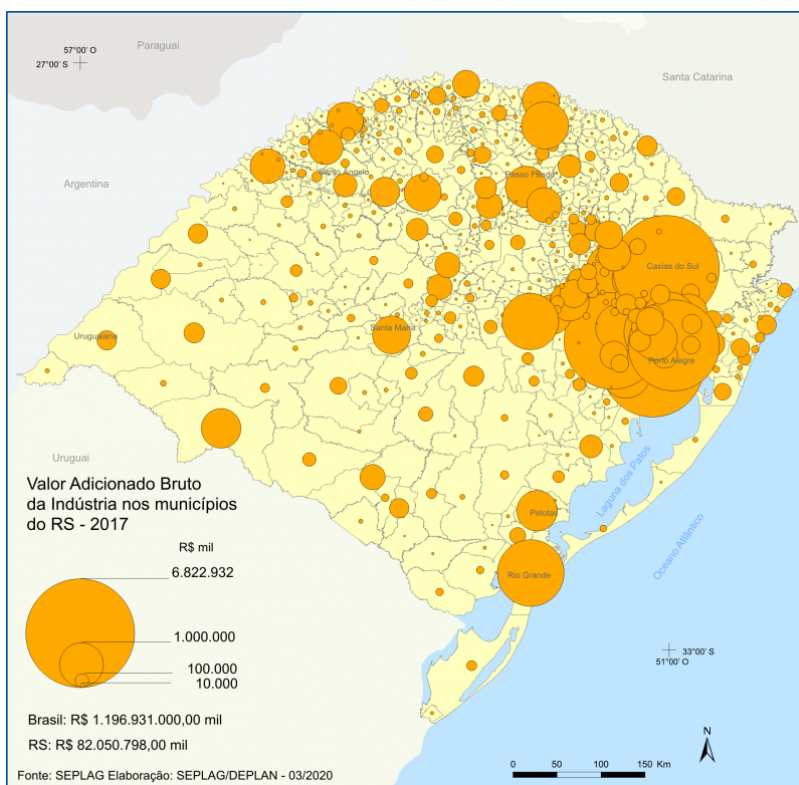 Paraguai
57°00' O
27°00' S
Santa Catarina
Argentina
Santo Ângelo
Passo Fundo
Caxias do Sul
Uruguaiana
Santa Maria
Porto Alegre
Uruguai
Laguna dos Patos
Pelotas
Oceano Atlântico
Rio Grande
Valor Adicionado Bruto
da Indústria nos municípios
do RS - 2017
R$ mil
6.822.932
1.000.000
100.000
10.000
33°00' S
51°00' O
Brasil: R$ 1.196.931.000,00 mil
RS: R$ 82.050.798,00 mil
N
0 50 100 150 Km
Fonte: SEPLAG Elaboração: SEPLAG/DEPLAN - 03/2020